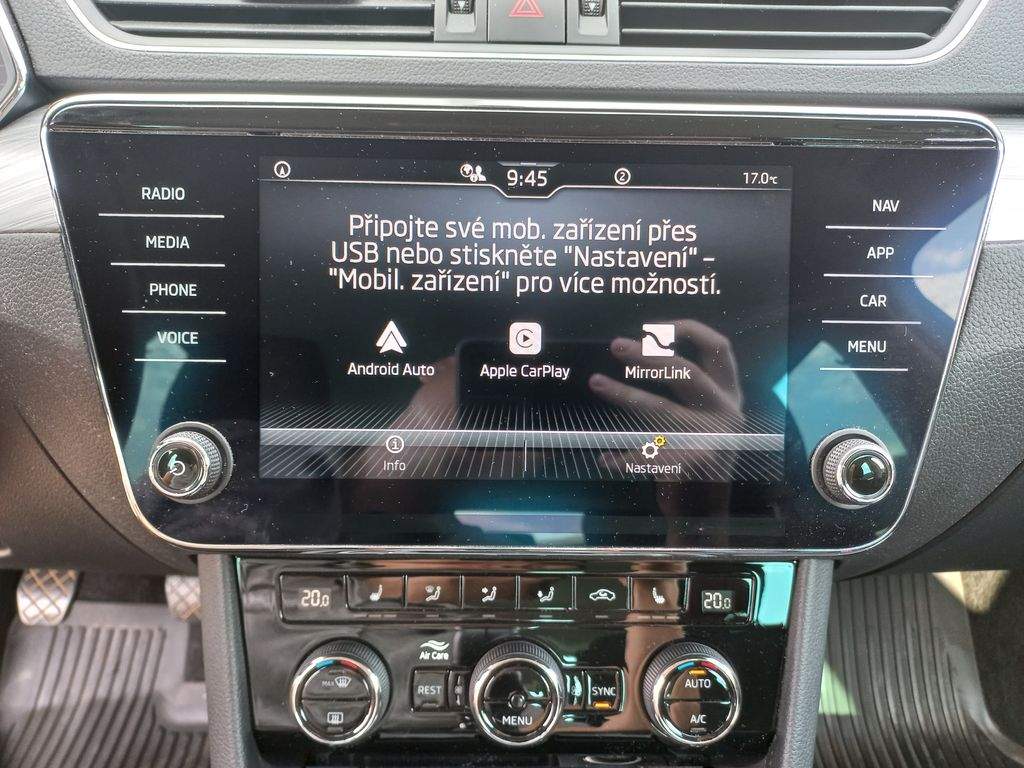 9:45
2
17.0°C
RADIO
MEDIA
PHONE
VOICE
Připojte své mob. zařízení přes
USB nebo stiskněte "Nastavení" –
"Mobil. zařízení" pro více možností.
Android Auto
Apple CarPlay
MirrorLink
Info
Nastavení
NAV
APP
CAR
MENU
20.0
20.0
Air Care
MAX
REST
MENU
SYNC
AUTO
A/C